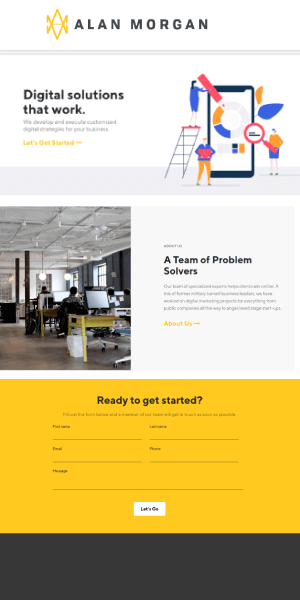 ALAN MORGAN
Digital solutions
that work.
We develop and execute customized
digital strategies for your business.
Let's Get Started
ABOUT US
A Team of Problem
Solvers
Our team of specialized experts helps clients win online. A
mix of former military-turned-business leaders, we have
worked on digital marketing projects for everything from
public companies all the way to angel/seed stage start-ups.
About Us
Ready to get started?
Fill out the form below and a member of our team will get in touch as soon as possible.
First name
Last name
Email
Phone
Message
Let's Go